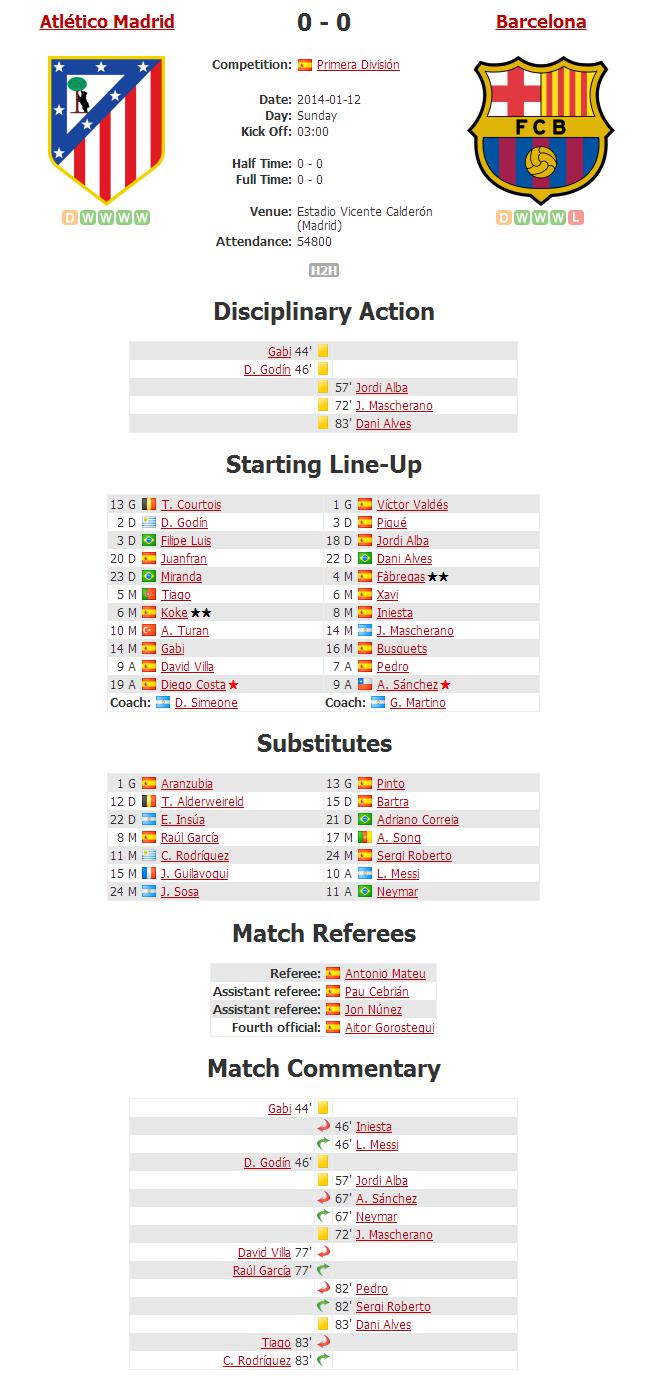 Atlético Madrid 0 - 0 Barcelona
Competition: Primera División
Date: 2014-01-12
Day: Sunday
Kick Off: 03:00
Half Time: 0 - 0
Full Time: 0 - 0
Venue: Estadio Vicente Calderón
(Madrid)
Attendance: 54800
FCB
D W W W W
D W W W L
H2H
Disciplinary Action
Gabi 44'
D. Godín 46'
57' Jordi Alba
72' J. Mascherano
83' Dani Alves
Starting Line-Up
13 G T. Courtois 1 G Víctor Valdés
2 D D. Godín 3 D Piqué
3 D Filipe Luis 18 D Jordi Alba
20 D Juanfran 22 D Dani Alves
23 D Miranda 4 M Fàbregas ★★
5 M Tiago 6 M Xavi
6 M Koke ★★ 8 M Iniesta
10 M A. Turan 14 M J. Mascherano
14 M Gabi 16 M Busquets
9 A David Villa 7 A Pedro
19 A Diego Costa ★ 9 A A. Sánchez ★
Coach: D. Simeone Coach: G. Martino
Substitutes
1 G Aranzubia 13 G Pinto
12 D T. Alderweireld 15 D Bartra
22 D E. Insúa 21 D Adriano Correia
8 M Raúl García 17 M A. Song
11 M C. Rodríguez 24 M Sergi Roberto
15 M J. Guilavogui 10 A L. Messi
24 M J. Sosa 11 A Neymar
Match Referees
Referee: Antonio Mateu
Assistant referee: Pau Cebrián
Assistant referee: Jon Núnez
Fourth official: Aitor Gorostegui
Match Commentary
Gabi 44'
46' Iniesta
46' L. Messi
D. Godín 46'
57' Jordi Alba
67' A. Sánchez
67' Neymar
72' J. Mascherano
David Villa 77'
Raúl García 77'
82' Pedro
82' Sergi Roberto
83' Dani Alves
Tiago 83'
C. Rodríguez 83'